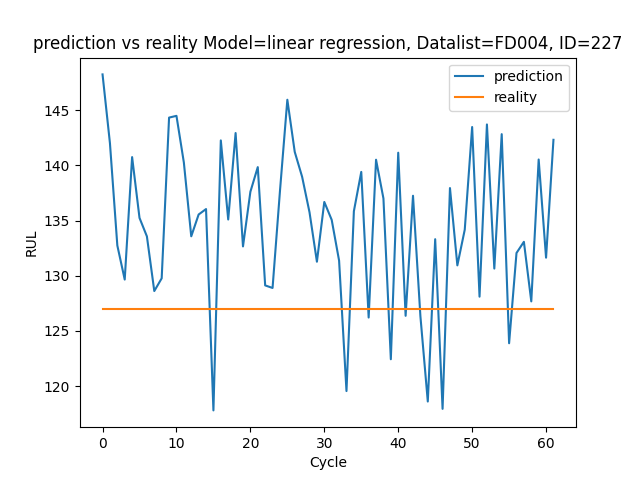 prediction vs reality Model=linear regression, Datalist=FD004, ID=227
prediction
reality
145
140
135
130
125
120
RUL
0 10 20 30 40 50 60
Cycle